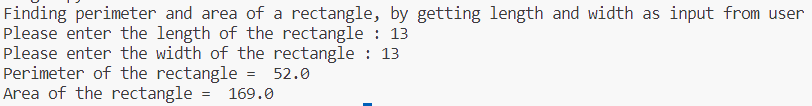 Finding perimeter and area of a rectangle, by getting length and width as input from user
Please enter the length of the rectangle : 13
Please enter the width of the rectangle : 13
Perimeter of the rectangle =  52.0
Area of the rectangle =  169.0